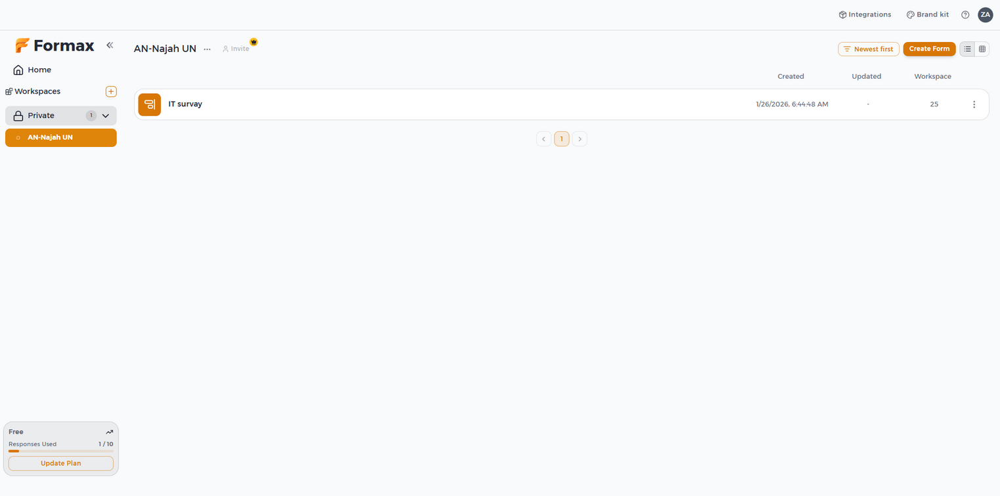 Integrations Brand kit ZA
Formax
AN-Najah UN ... Invite Newest first Create Form
Home
Created Updated Workspace
Workspaces
IT survay 1/26/2026, 6:44:48 AM - 25
Private 1
AN-Najah UN
1
Free
Responses Used 1 / 10
Update Plan